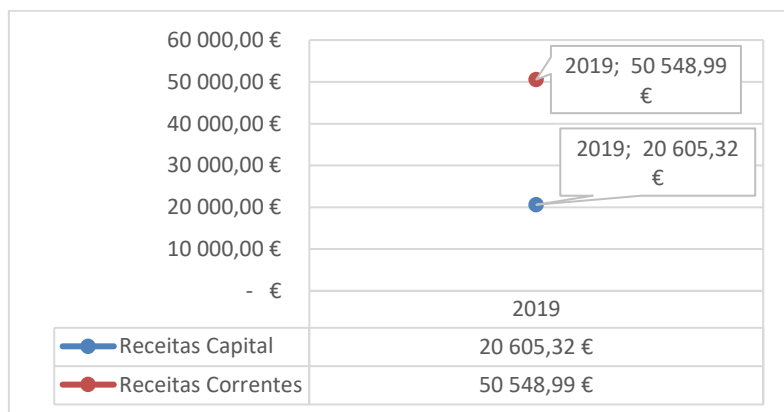 60 000,00 €
50 000,00 €
40 000,00 €
30 000,00 €
20 000,00 €
10 000,00 €
- €
2019; 50 548,99
€
2019; 20 605,32
€
2019
Receitas Capital 20 605,32 €
Receitas Correntes 50 548,99 €